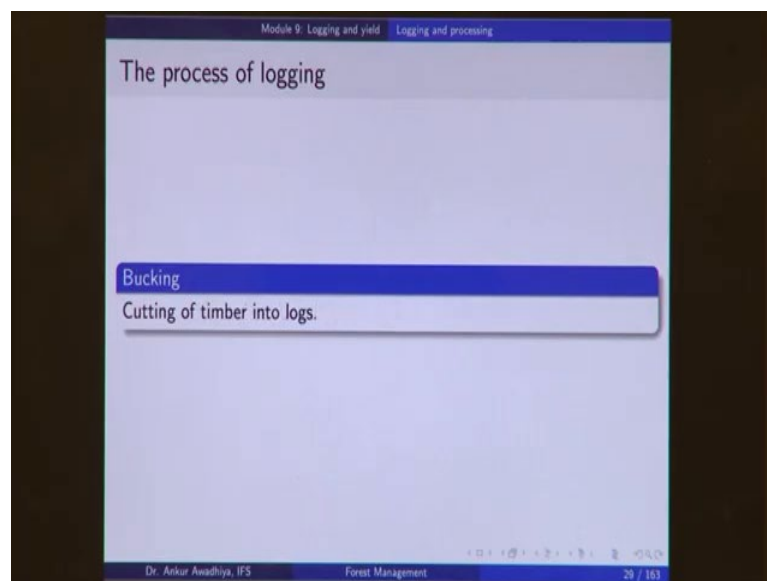 Module 9: Logging and yield Logging and processing
The process of logging
Bucking
Cutting of timber into logs.
Dr. Ankur Awadhiya, IFS Forest Management 29 / 163